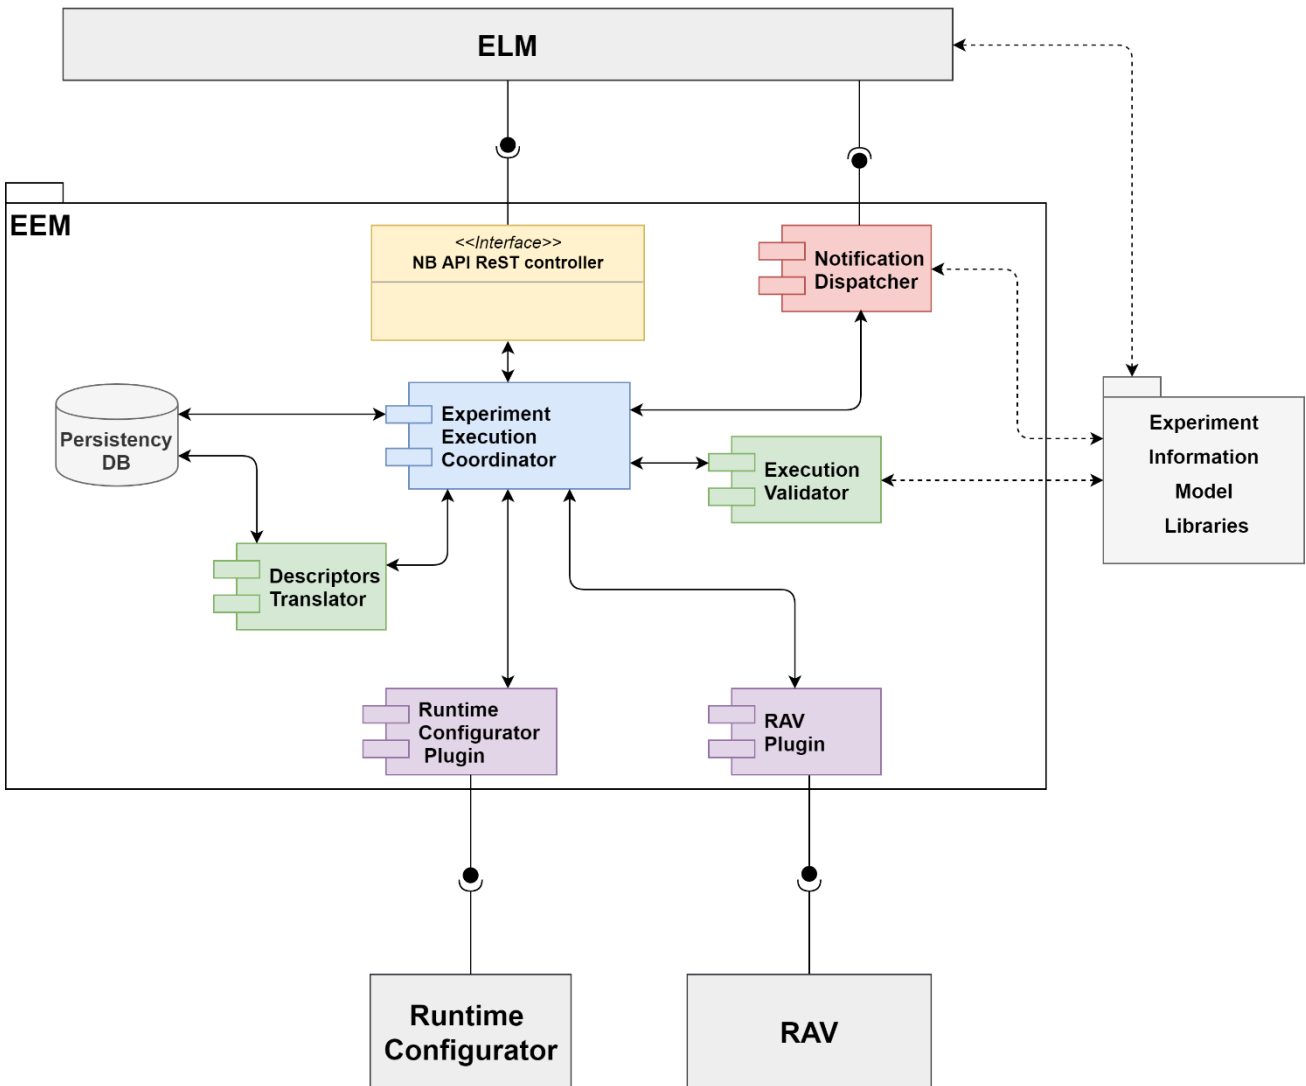 ELM
EEM
<<Interface>>
NB API ReST controller
Notification
Dispatcher
Persistency
DB
Experiment
Execution
Coordinator
Execution
Validator
Experiment
Information
Model
Libraries
Descriptors
Translator
Runtime
Configurator
Plugin
RAV
Plugin
Runtime
Configurator
RAV